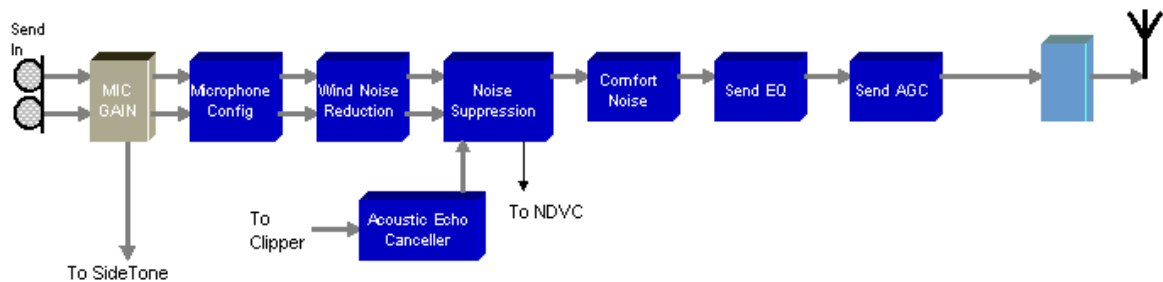 Send
In
MIC
GAIN
Microphone
Config
Wind Noise
Reduction
Noise
Suppression
Comfort
Noise
Send EQ
Send AGC
To
Clipper
Acoustic Echo
Canceller
To NDVC
To SideTone